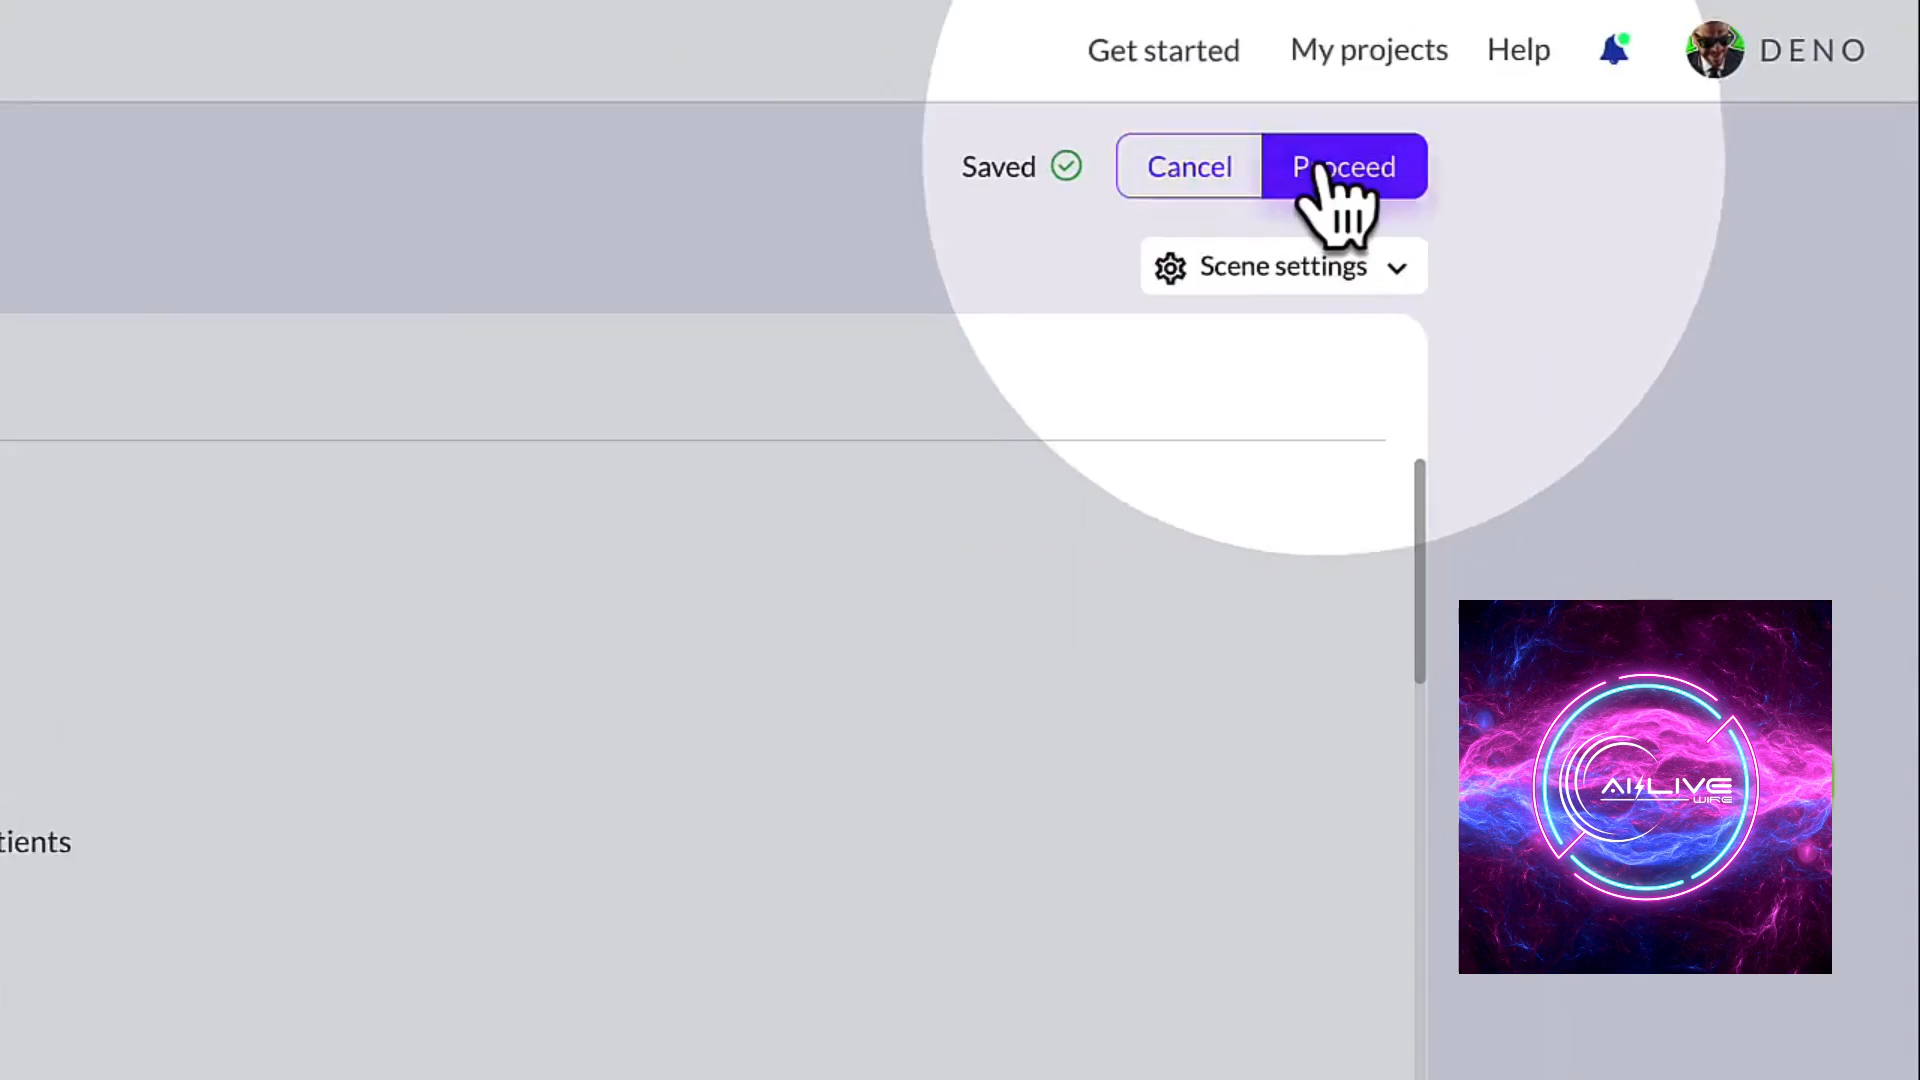 Get started My projects Help DENO
Saved Cancel Proceed
Scene settings
tients
AI LIVE
WIRE